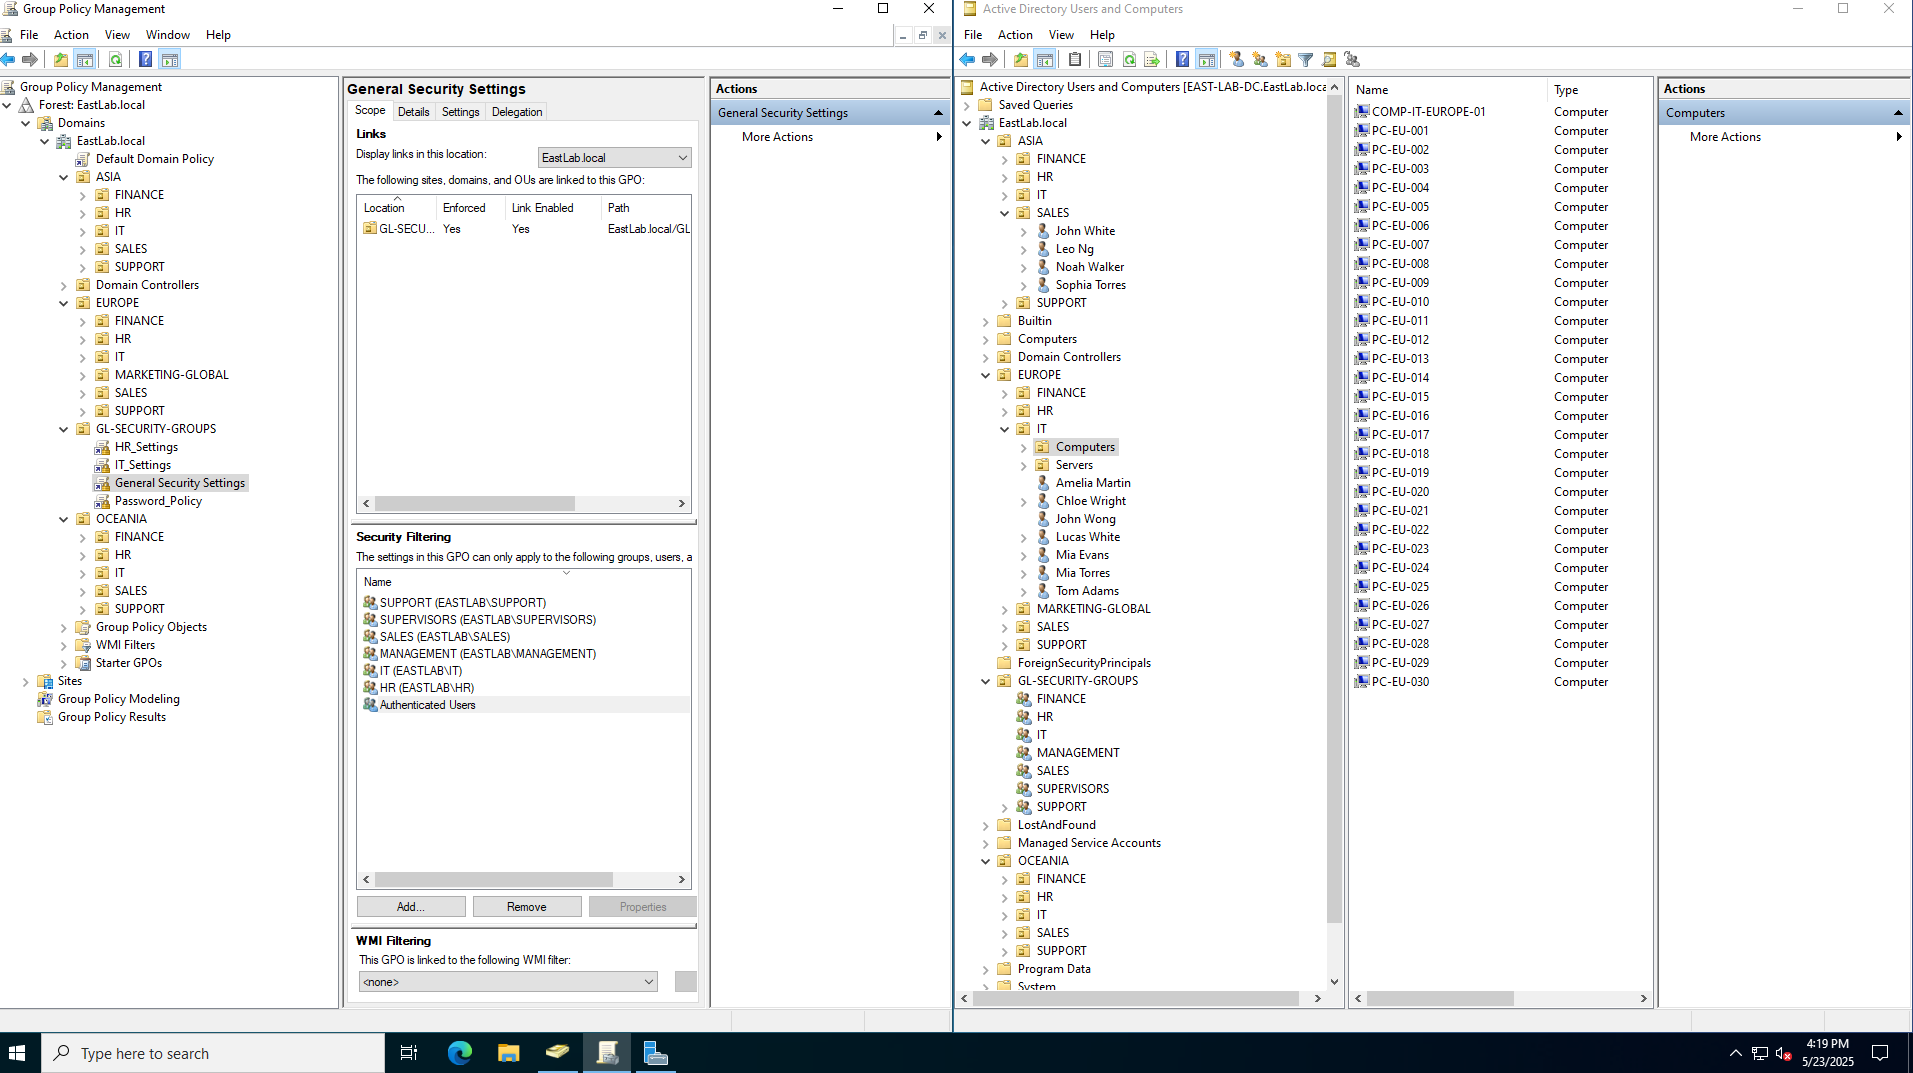 Group Policy Management
File Action View Window Help
Group Policy Management
Forest: EastLab.local
Domains
EastLab.local
Default Domain Policy
ASIA
FINANCE
HR
IT
SALES
SUPPORT
Domain Controllers
EUROPE
FINANCE
HR
IT
MARKETING-GLOBAL
SALES
SUPPORT
GL-SECURITY-GROUPS
HR_Settings
IT_Settings
General Security Settings
Password_Policy
OCEANIA
FINANCE
HR
IT
SALES
SUPPORT
Group Policy Objects
WMI Filters
Starter GPOs
Sites
Group Policy Modeling
Group Policy Results
General Security Settings
Scope Details Settings Delegation
Links
Display links in this location: EastLab.local
The following sites, domains, and OUs are linked to this GPO:
Location Enforced Link Enabled Path
GL-SECU... Yes Yes EastLab.local/GL
Security Filtering
The settings in this GPO can only apply to the following groups, users, a
Name
SUPPORT (EASTLAB\SUPPORT)
SUPERVISORS (EASTLAB\SUPERVISORS)
SALES (EASTLAB\SALES)
MANAGEMENT (EASTLAB\MANAGEMENT)
IT (EASTLAB\IT)
HR (EASTLAB\HR)
Authenticated Users
Add... Remove Properties
WMI Filtering
This GPO is linked to the following WMI filter:
<none>
Actions
General Security Settings
More Actions
Active Directory Users and Computers
File Action View Help
Active Directory Users and Computers [EAST-LAB-DC.EastLab.loca
Saved Queries
EastLab.local
ASIA
FINANCE
HR
IT
SALES
John White
Leo Ng
Noah Walker
Sophia Torres
SUPPORT
Builtin
Computers
Domain Controllers
EUROPE
FINANCE
HR
IT
Computers
Servers
Amelia Martin
Chloe Wright
John Wong
Lucas White
Mia Evans
Mia Torres
Tom Adams
MARKETING-GLOBAL
SALES
SUPPORT
ForeignSecurityPrincipals
GL-SECURITY-GROUPS
FINANCE
HR
IT
MANAGEMENT
SALES
SUPERVISORS
SUPPORT
LostAndFound
Managed Service Accounts
OCEANIA
FINANCE
HR
IT
SALES
SUPPORT
Program Data
System
Name Type
COMP-IT-EUROPE-01 Computer
PC-EU-001 Computer
PC-EU-002 Computer
PC-EU-003 Computer
PC-EU-004 Computer
PC-EU-005 Computer
PC-EU-006 Computer
PC-EU-007 Computer
PC-EU-008 Computer
PC-EU-009 Computer
PC-EU-010 Computer
PC-EU-011 Computer
PC-EU-012 Computer
PC-EU-013 Computer
PC-EU-014 Computer
PC-EU-015 Computer
PC-EU-016 Computer
PC-EU-017 Computer
PC-EU-018 Computer
PC-EU-019 Computer
PC-EU-020 Computer
PC-EU-021 Computer
PC-EU-022 Computer
PC-EU-023 Computer
PC-EU-024 Computer
PC-EU-025 Computer
PC-EU-026 Computer
PC-EU-027 Computer
PC-EU-028 Computer
PC-EU-029 Computer
PC-EU-030 Computer
Actions
Computers
More Actions
Type here to search
4:19 PM
5/23/2025